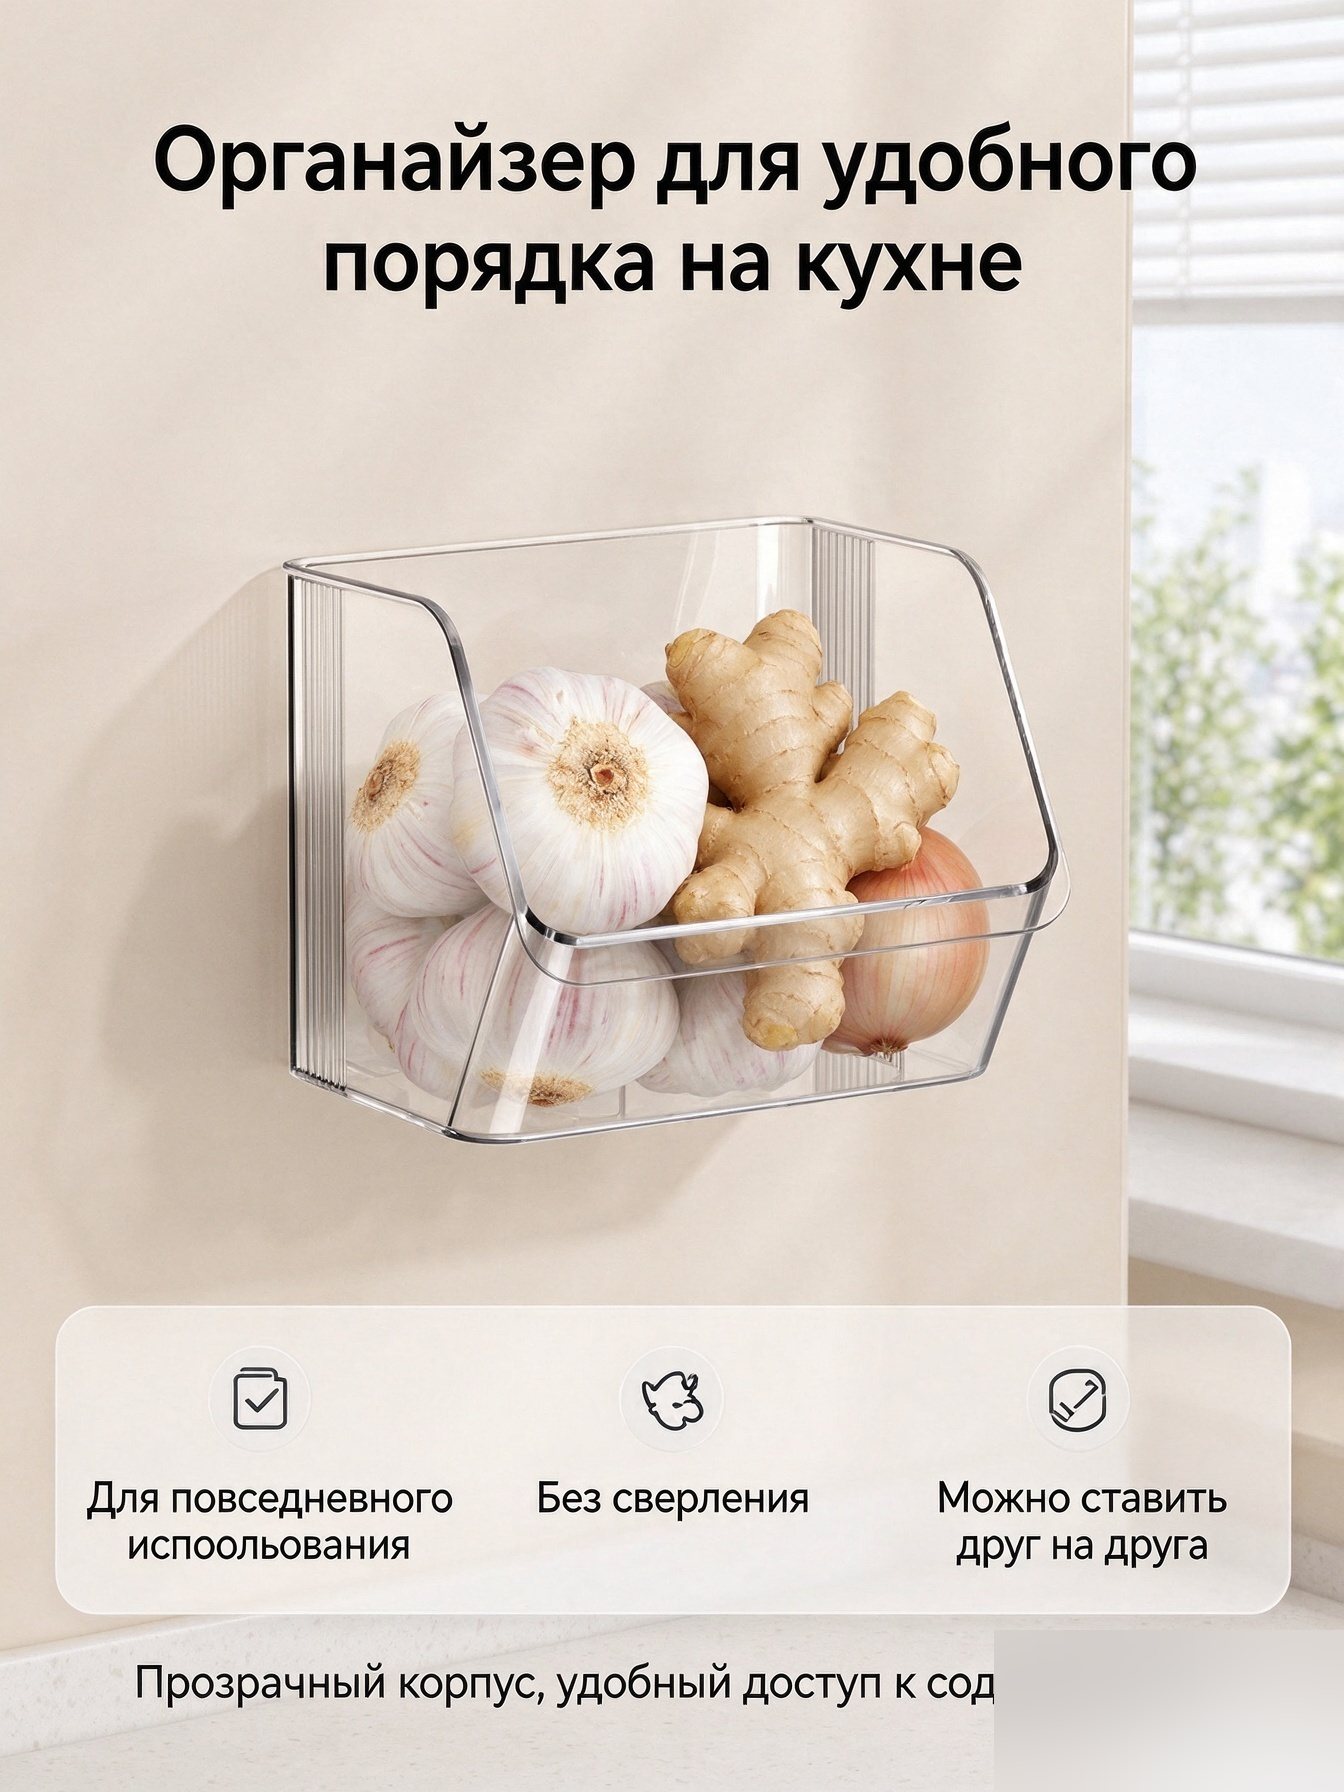 Органайзер для удобного
порядка на кухне
Для повседневного
испоольования
Без сверления
Можно ставить
друг на друга
Прозрачный корпус, удобный доступ к